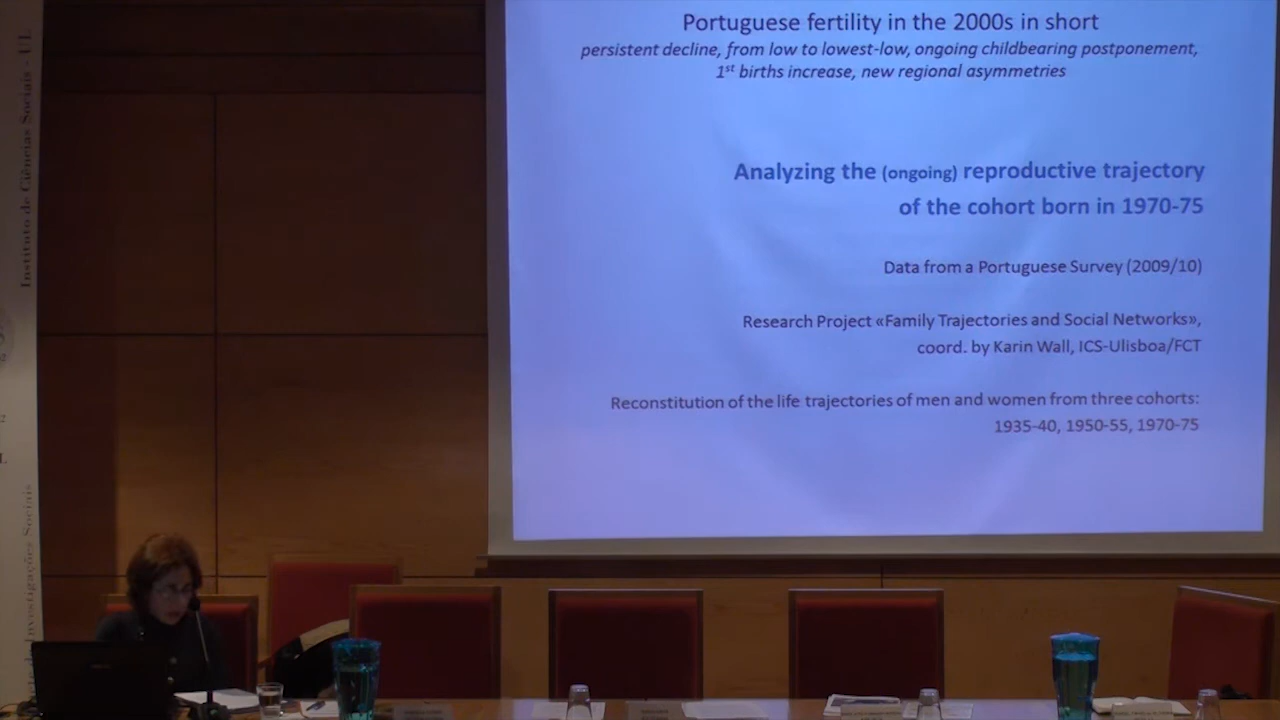 Portuguese fertility in the 2000s in short
persistent decline, from low to lowest-low, ongoing childbearing postponement,
1st births increase, new regional asymmetries
Analyzing the (ongoing) reproductive trajectory
of the cohort born in 1970-75
Data from a Portuguese Survey (2009/10)
Research Project «Family Trajectories and Social Networks»,
coord. by Karin Wall, ICS-Ulisboa/FCT
Reconstitution of the life trajectories of men and women from three cohorts:
1935-40, 1950-55, 1970-75
Instituto de Ciências Sociais - UL
Investigações Sociais